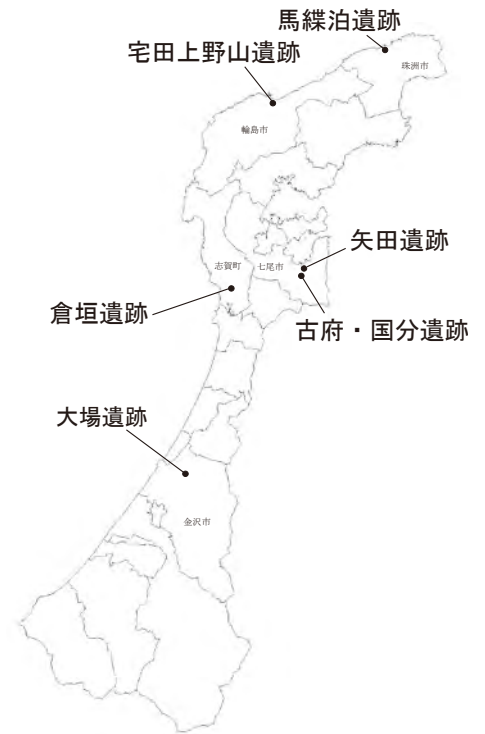 馬緤泊遺跡
宅田上野山遺跡
珠洲市
輪島市
矢田遺跡
志賀町
七尾市
倉垣遺跡
古府・国分遺跡
大場遺跡
金沢市